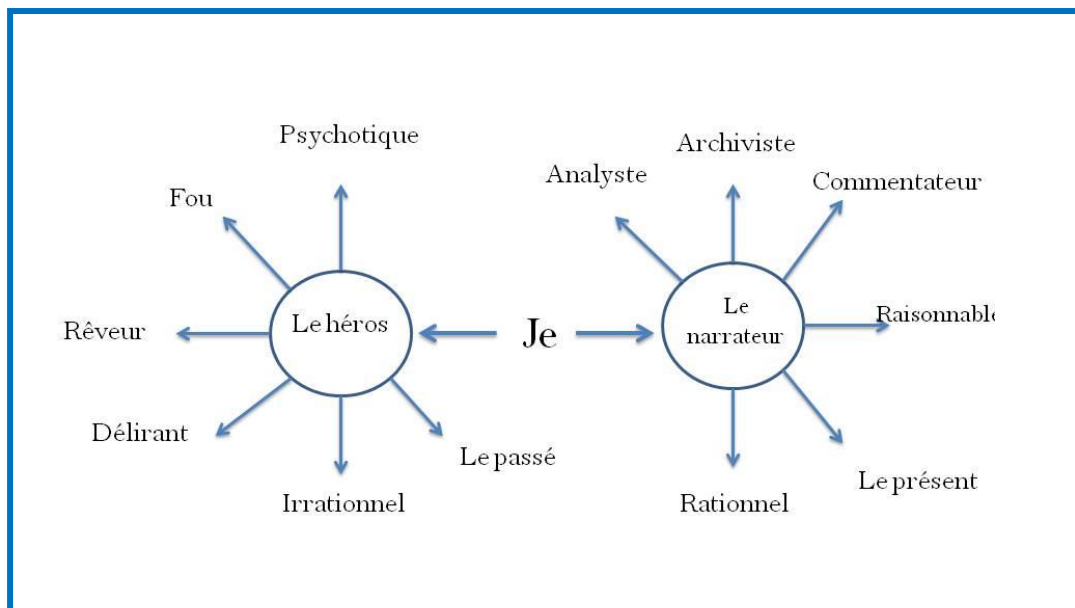 Psychotique
Archiviste
Analyste
Commentateur
Fou
Le héros
Rêveur
Je
Le
narrateur
Raisonnable
Délirant
Le passé
Irrationnel
Le présent
Rationnel